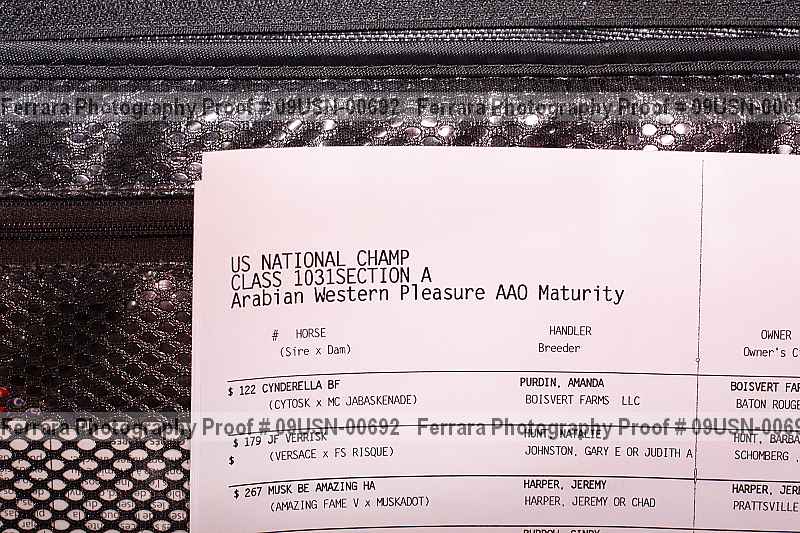 Ferrara Photography Proof # 09USN-00692 Ferrara Photography Proof # 09USN-0069
US NATIONAL CHAMP
CLASS 1031SECTION A
Arabian Western Pleasure AAO Maturity
# HORSE HANDLER OWNER
(Sire x Dam) Breeder Owner's C
$ 122 CYNDERELLA BF PURDIN, AMANDA BOISVERT FAR
(CYTOSK x MC JABASKENADE) BOISVERT FARMS LLC BATON ROUGE
Ferrara Photography Proof # 09USN-00692 Ferrara Photography Proof # 09USN-0069
$ 179 JF VERRISK HUNT, NATALIE HUNT, BARBA
$ (VERSACE x FS RISQUE) JOHNSTON, GARY E OR JUDITH A SCHOMBERG ,
$ 267 MUSK BE AMAZING HA HARPER, JEREMY HARPER, JER
(AMAZING FAME V x MUSKADOT) HARPER, JEREMY OR CHAD PRATTSVILLE